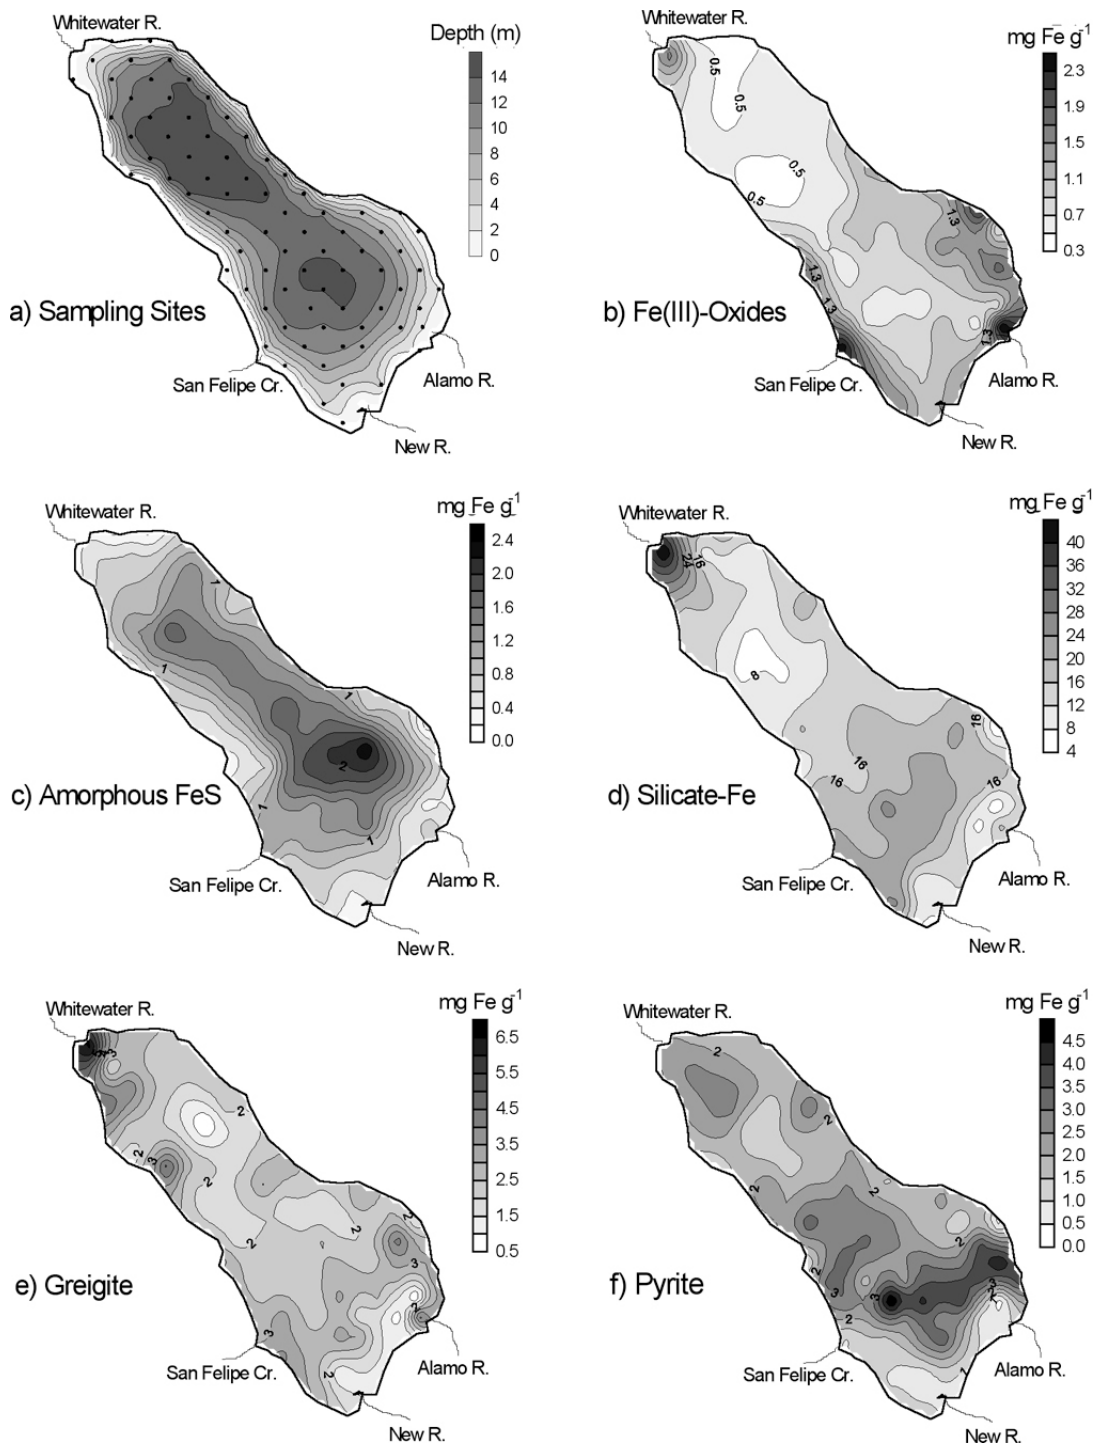 Whitewater R.
Depth (m)
14
12
10
8
6
4
2
0
a) Sampling Sites
San Felipe Cr.
Alamo R.
New R.
Whitewater R.
mg Fe g-1
2.3
1.9
1.5
1.1
0.7
0.3
0.5
0.5
0.5
0.5
1.3
1.3
1.3
1.3
b) Fe(III)-Oxides
San Felipe Cr.
Alamo R.
New R.
Whitewater R.
mg Fe g-1
2.4
2.0
1.6
1.2
0.8
0.4
0.0
1
1
1
2
1
1
c) Amorphous FeS
San Felipe Cr.
Alamo R.
New R.
Whitewater R.
mg Fe g-1
40
36
32
28
24
20
16
12
8
4
24
16
8
16
16
16
16
d) Silicate-Fe
San Felipe Cr.
Alamo R.
New R.
Whitewater R.
mg Fe g-1
6.5
5.5
4.5
3.5
2.5
1.5
0.5
3
2
2
3
2
2
2
2
3
2
3
2
e) Greigite
San Felipe Cr.
Alamo R.
New R.
Whitewater R.
mg Fe g-1
4.5
4.0
3.5
3.0
2.5
2.0
1.5
1.0
0.5
0.0
2
2
2
2
2
2
3
3
3
2
1
f) Pyrite
San Felipe Cr.
Alamo R.
New R.